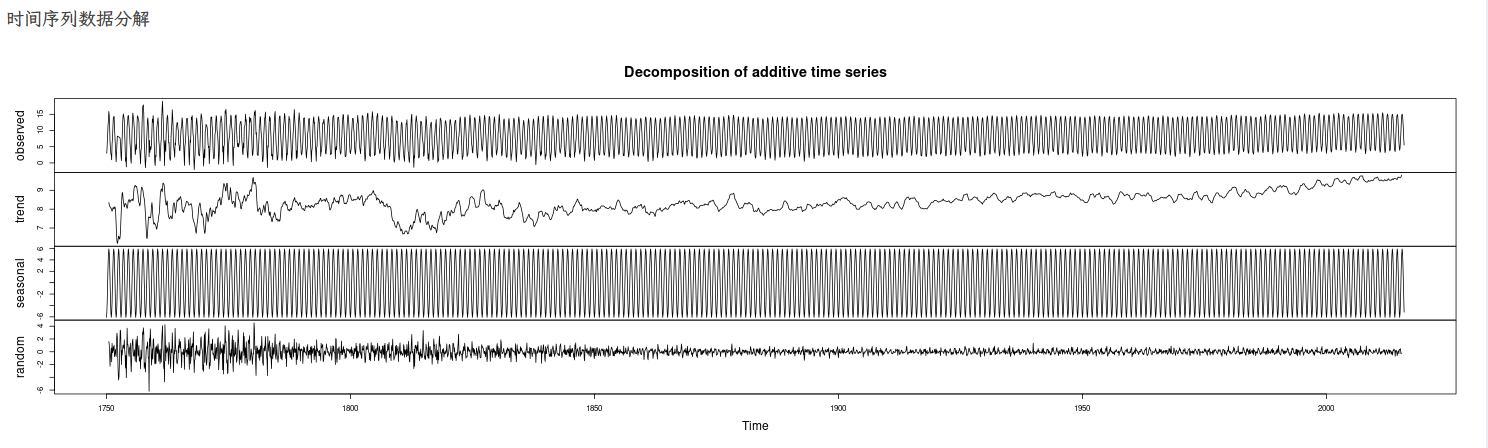 时间序列数据分解
Decomposition of additive time series
observed
0 5 10 15
trend
7 8 9
seasonal
-6 -2 2 4 6
random
-6 -2 0 2 4
1750 1800 1850 1900 1950 2000
Time